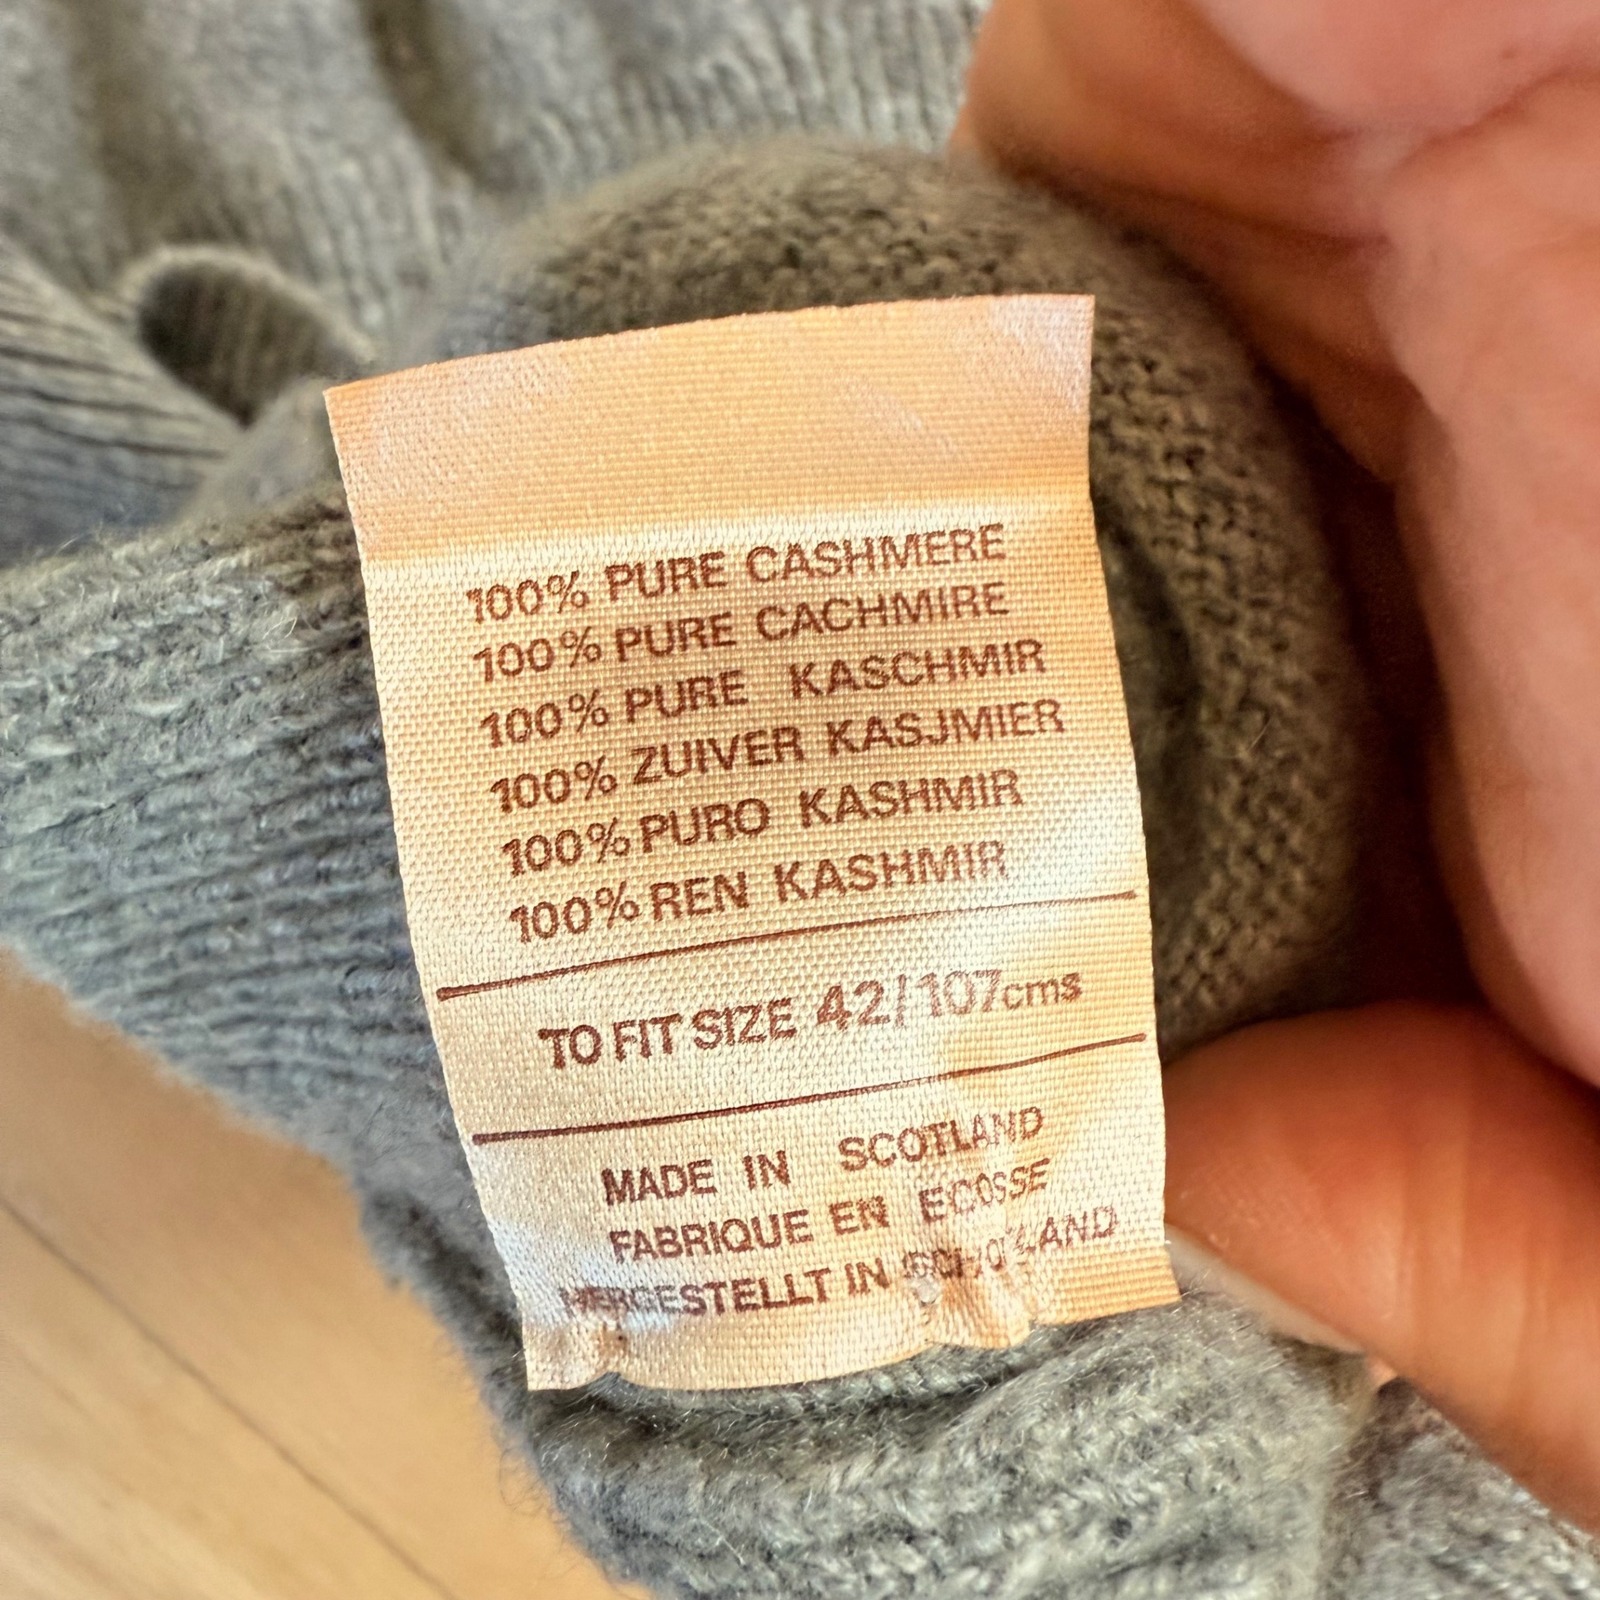 100% PURE CASHMERE
100% PURE CACHMIRE
100% PURE KASCHMIR
100% ZUIVER KASJMIER
100% PURO KASHMIR
100% REN KASHMIR
TO FIT SIZE 42/107cms
MADE IN SCOTLAND
FABRIQUE EN ECOSSE
HERGESTELLT IN SCHOTLAND